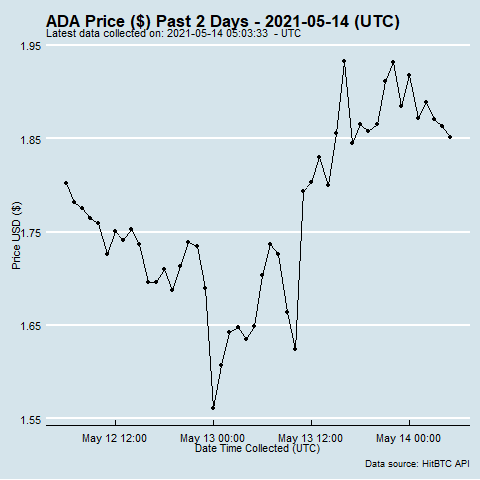 ADA Price ($) Past 2 Days - 2021-05-14 (UTC)
Latest data collected on: 2021-05-14 05:03:33  - UTC
1.95
1.85
1.75
1.65
1.55
Price USD ($)
May 12 12:00 May 13 00:00 May 13 12:00 May 14 00:00
Date Time Collected (UTC)
Data source: HitBTC API